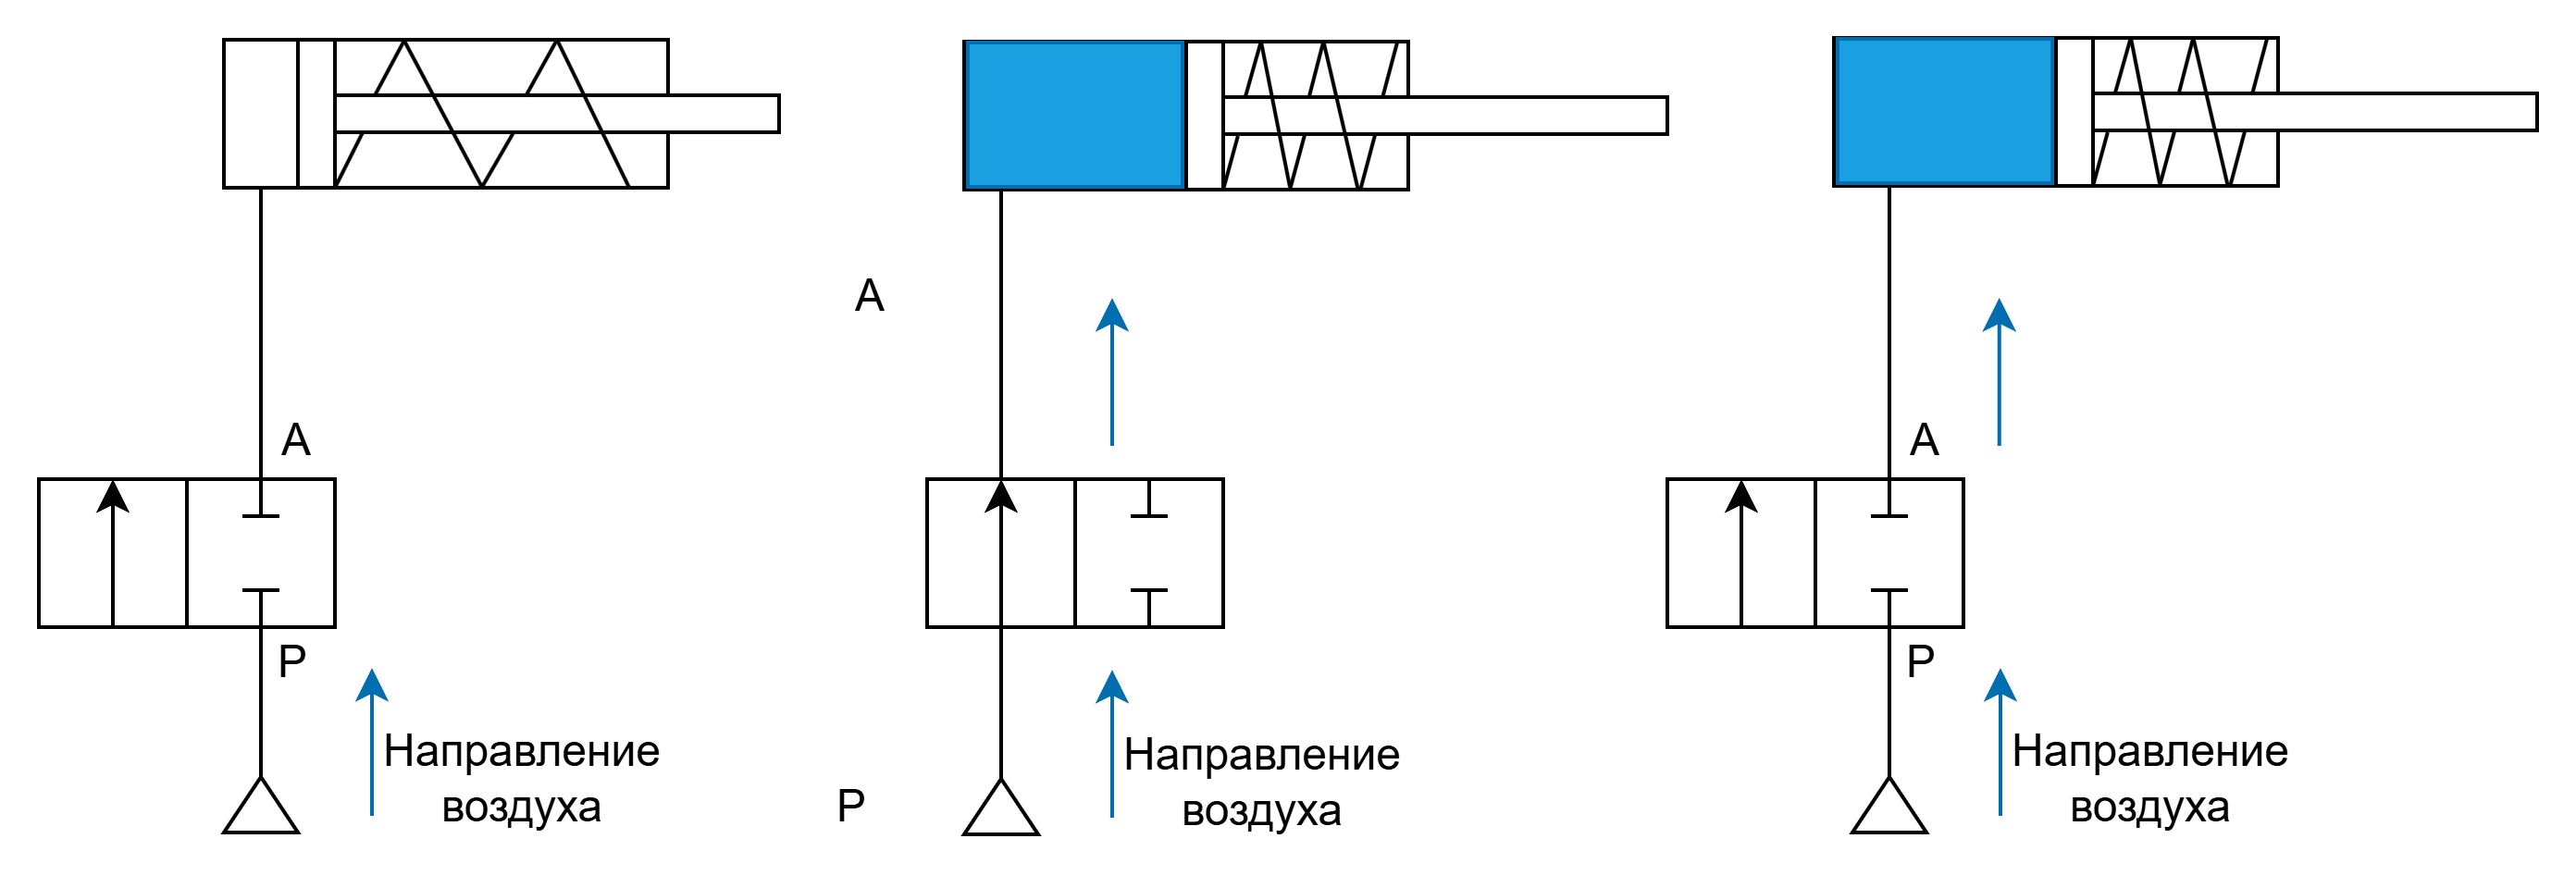 A
P
Направление
воздуха
A
P
Направление
воздуха
A
P
Направление
воздуха